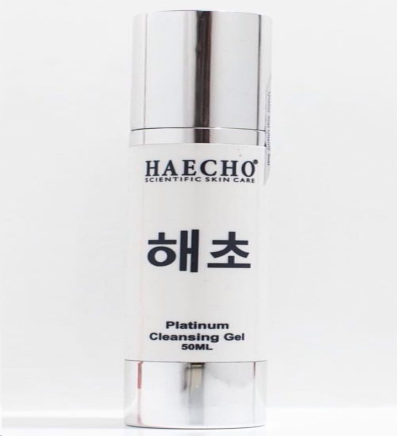 HAECHO®
SCIENTIFIC SKIN CARE
해초
Platinum
Cleansing Gel
50ML